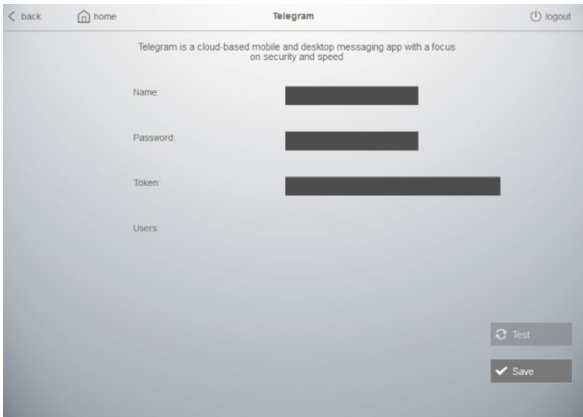 back home Telegram logout
Telegram is a cloud-based mobile and desktop messaging app with a focus
on security and speed
Name:
Password:
Token:
Users:
Test
Save